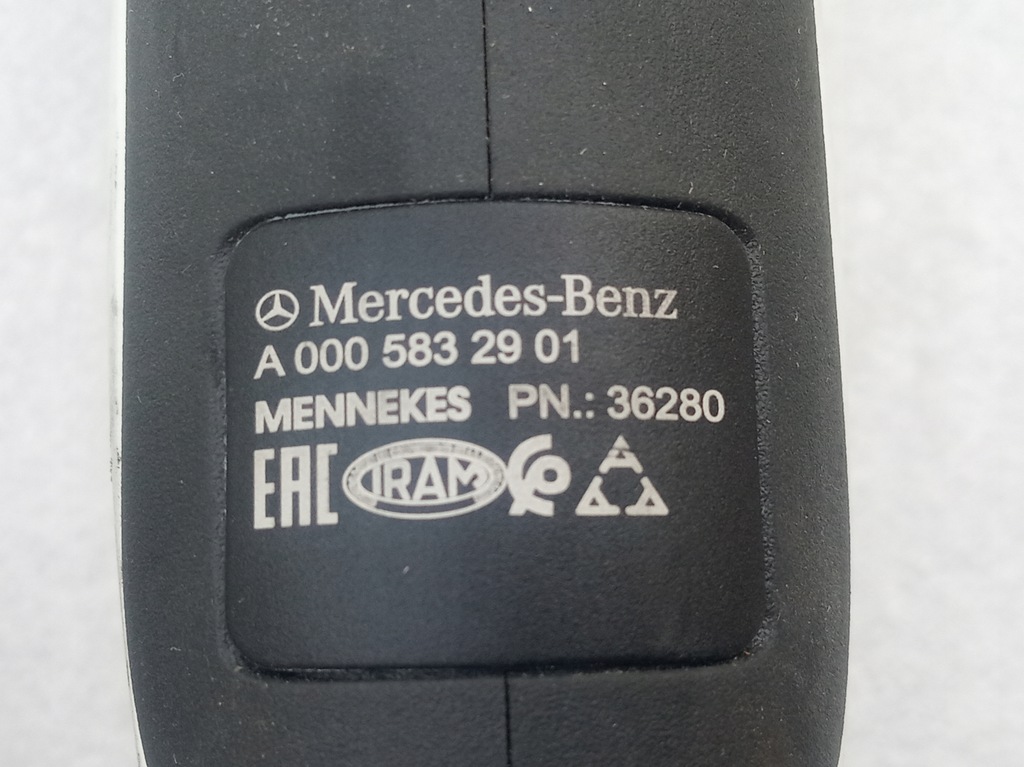 Mercedes-Benz
A 000 583 29 01
MENNEKES PN.: 36280
EAC IRAM